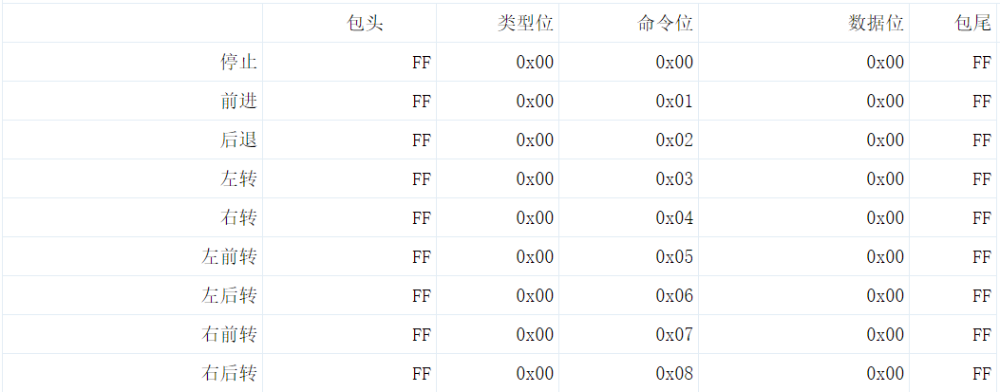 包头 类型位 命令位 数据位 包尾
停止 FF 0x00 0x00 0x00 FF
前进 FF 0x00 0x01 0x00 FF
后退 FF 0x00 0x02 0x00 FF
左转 FF 0x00 0x03 0x00 FF
右转 FF 0x00 0x04 0x00 FF
左前转 FF 0x00 0x05 0x00 FF
左后转 FF 0x00 0x06 0x00 FF
右前转 FF 0x00 0x07 0x00 FF
右后转 FF 0x00 0x08 0x00 FF